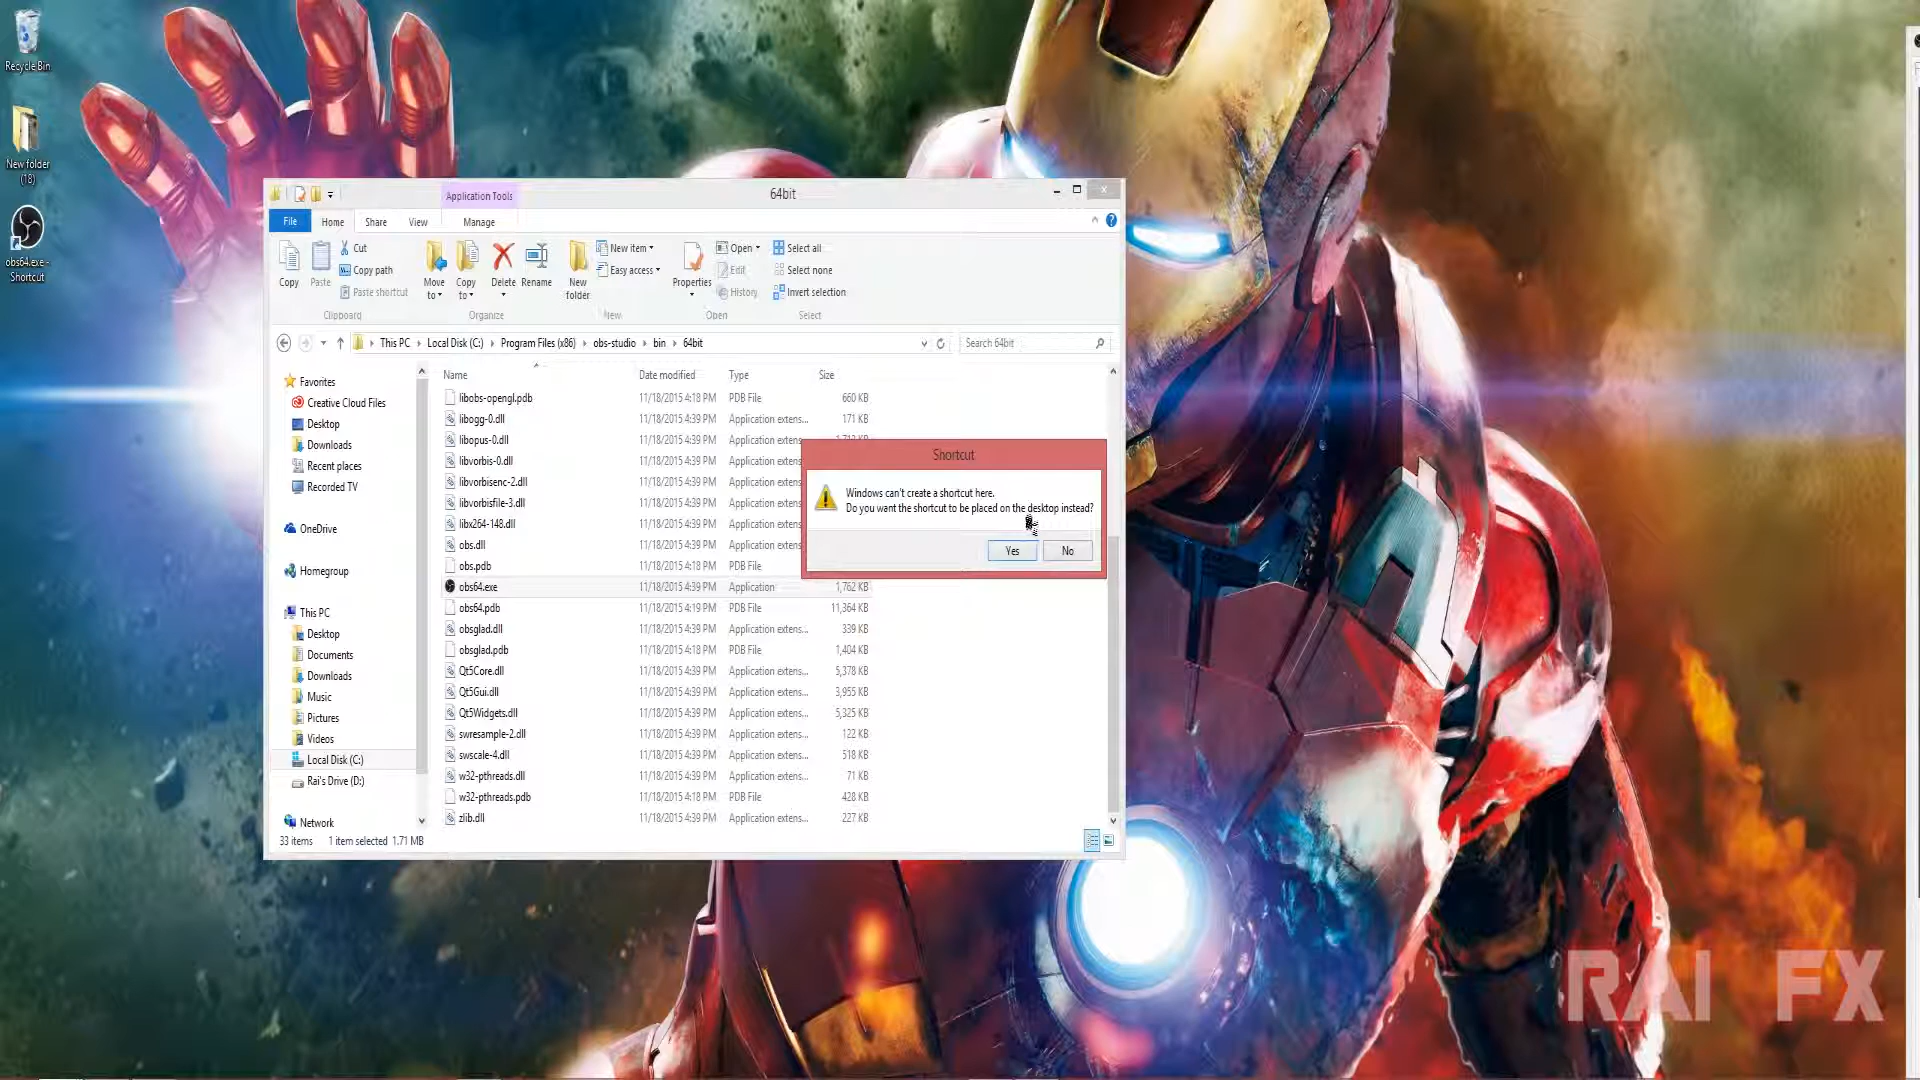 Recycle Bin
New folder
(18)
obs64.exe -
Shortcut
Application Tools
64bit
File
Home
Share
View
Manage
Copy
Paste
Cut
Copy path
Paste shortcut
Clipboard
Move
to
Copy
to
Delete
Rename
Organize
New
folder
New item
Easy access
New
Properties
Open
Edit
History
Open
Select all
Select none
Invert selection
Select
This PC
Local Disk (C:)
Program Files (x86)
obs-studio
bin
64bit
Search 64bit
Favorites
Creative Cloud Files
Desktop
Downloads
Recent places
Recorded TV
OneDrive
Homegroup
This PC
Desktop
Documents
Downloads
Music
Pictures
Videos
Local Disk (C:)
Rai's Drive (D:)
Network
Name Date modified Type Size
libobs-opengl.pdb 11/18/2015 4:18 PM PDB File 660 KB
libogg-0.dll 11/18/2015 4:39 PM Application extens... 171 KB
libopus-0.dll 11/18/2015 4:39 PM Application extens...
libvorbis-0.dll 11/18/2015 4:39 PM Application extens
libvorbisenc-2.dll 11/18/2015 4:39 PM Application extens
libvorbisfile-3.dll 11/18/2015 4:39 PM Application extens
libx264-148.dll 11/18/2015 4:39 PM Application extens
obs.dll 11/18/2015 4:39 PM Application extens
obs.pdb 11/18/2015 4:18 PM PDB File
obs64.exe 11/18/2015 4:39 PM Application 1,762 KB
obs64.pdb 11/18/2015 4:19 PM PDB File 11,364 KB
obsglad.dll 11/18/2015 4:39 PM Application extens... 339 KB
obsglad.pdb 11/18/2015 4:18 PM PDB File 1,404 KB
Qt5Core.dll 11/18/2015 4:39 PM Application extens... 5,378 KB
Qt5Gui.dll 11/18/2015 4:39 PM Application extens... 3,955 KB
Qt5Widgets.dll 11/18/2015 4:39 PM Application extens... 5,325 KB
swresample-2.dll 11/18/2015 4:39 PM Application extens... 122 KB
swscale-4.dll 11/18/2015 4:39 PM Application extens... 518 KB
w32-pthreads.dll 11/18/2015 4:39 PM Application extens... 71 KB
w32-pthreads.pdb 11/18/2015 4:18 PM PDB File 428 KB
zlib.dll 11/18/2015 4:39 PM Application extens... 227 KB
Shortcut
Windows can't create a shortcut here.
Do you want the shortcut to be placed on the desktop instead?
Yes
No
33 items 1 item selected 1.71 MB
RAI FX